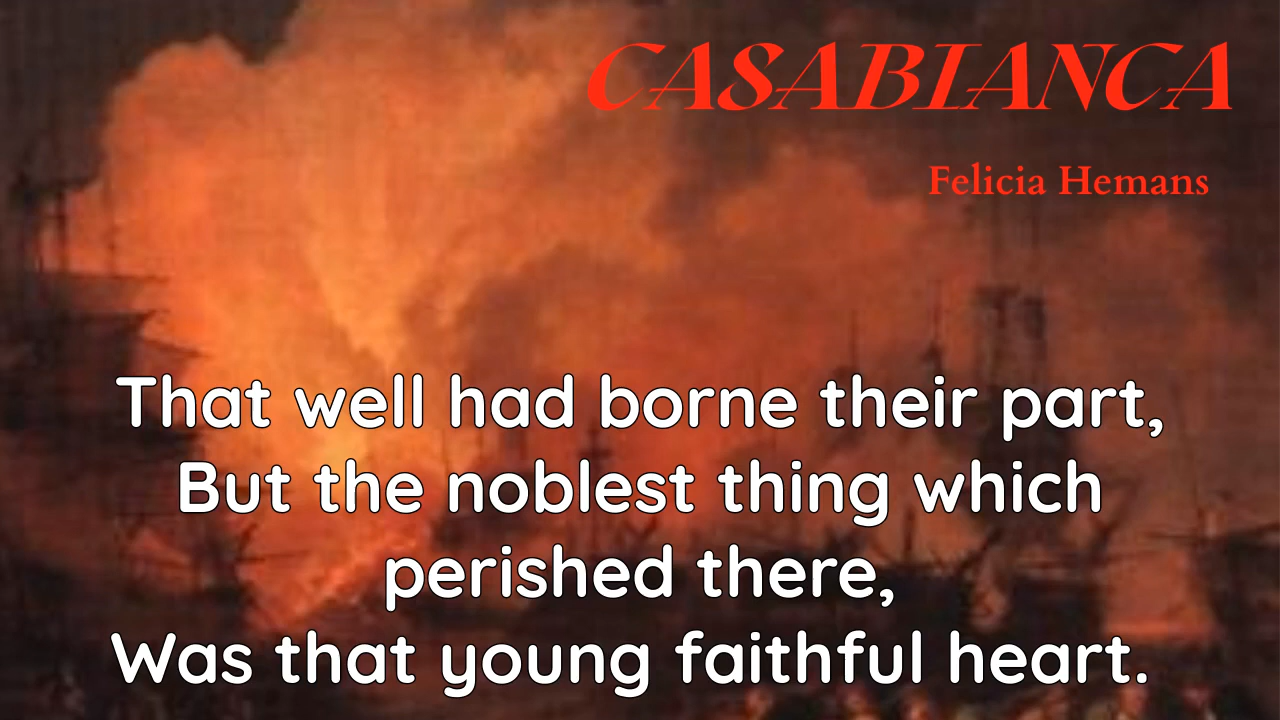 CASABIANCA
Felicia Hemans
That well had borne their part,
But the noblest thing which
perished there,
Was that young faithful heart.